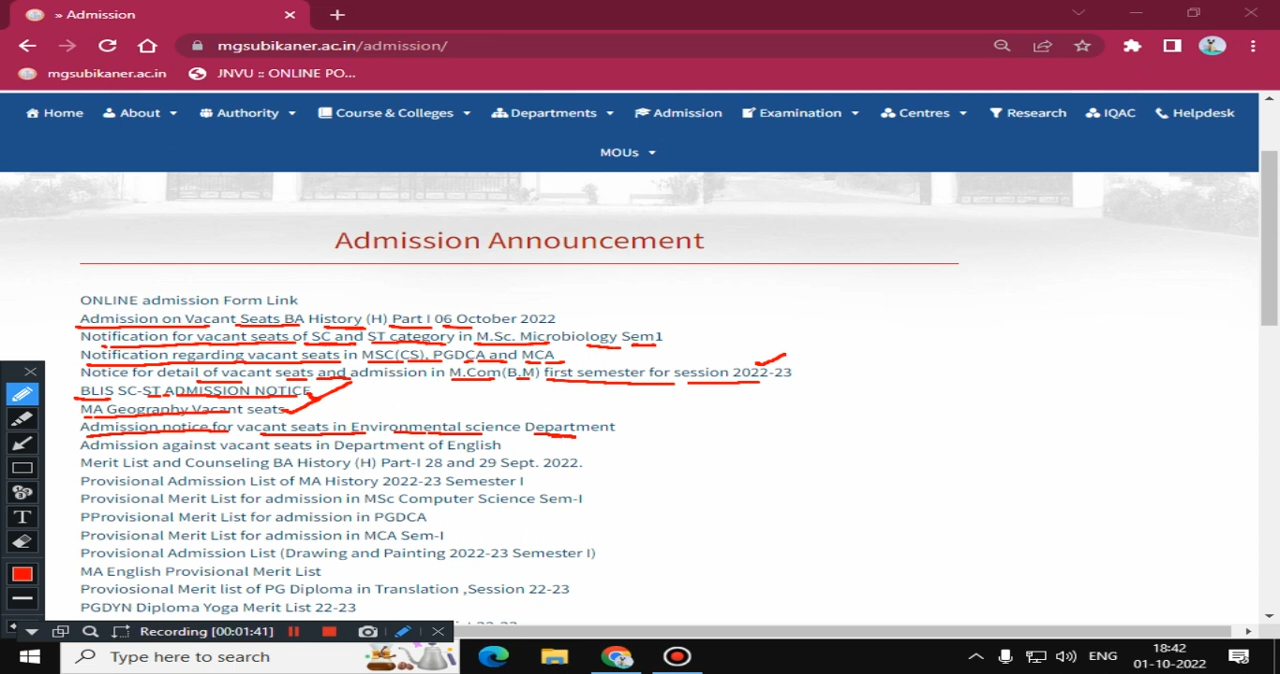 » Admission
mgsubikaner.ac.in/admission/
mgsubikaner.ac.in JNVU :: ONLINE PO...
Home About Authority Course & Colleges Departments Admission Examination Centres Research IQAC Helpdesk
MOUs
Admission Announcement
ONLINE admission Form Link
Admission on Vacant Seats BA History (H) Part I 06 October 2022
Notification for vacant seats of SC and ST category in M.Sc. Microbiology Sem1
Notification regarding vacant seats in MSC(CS), PGDCA and MCA
Notice for detail of vacant seats and admission in M.Com(B.M) first semester for session 2022-23
BLIS SC-ST ADMISSION NOTICE
MA Geography Vacant seats
Admission notice for vacant seats in Environmental science Department
Admission against vacant seats in Department of English
Merit List and Counseling BA History (H) Part-I 28 and 29 Sept. 2022.
Provisional Admission List of MA History 2022-23 Semester I
Provisional Merit List for admission in MSc Computer Science Sem-I
PProvisional Merit List for admission in PGDCA
Provisional Merit List for admission in MCA Sem-I
Provisional Admission List (Drawing and Painting 2022-23 Semester I)
MA English Provisional Merit List
Proviosional Merit list of PG Diploma in Translation ,Session 22-23
PGDYN Diploma Yoga Merit List 22-23
Recording [00:01:41]
Type here to search
ENG
18:42
01-10-2022